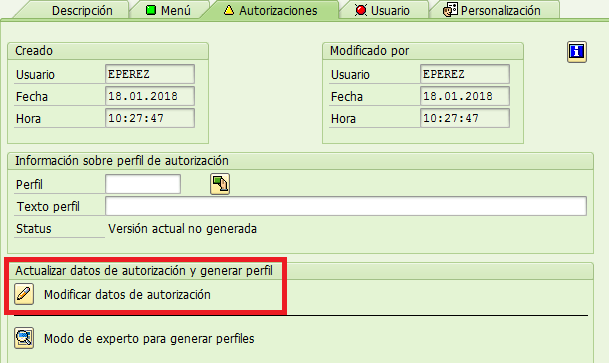 Descripción Menú Autorizaciones Usuario Personalización
Creado Modificado por
Usuario EPEREZ Usuario EPEREZ
Fecha 18.01.2018 Fecha 18.01.2018
Hora 10:27:47 Hora 10:27:47
Información sobre perfil de autorización
Perfil
Texto perfil
Status Versión actual no generada
Actualizar datos de autorización y generar perfil
Modificar datos de autorización
Modo de experto para generar perfiles